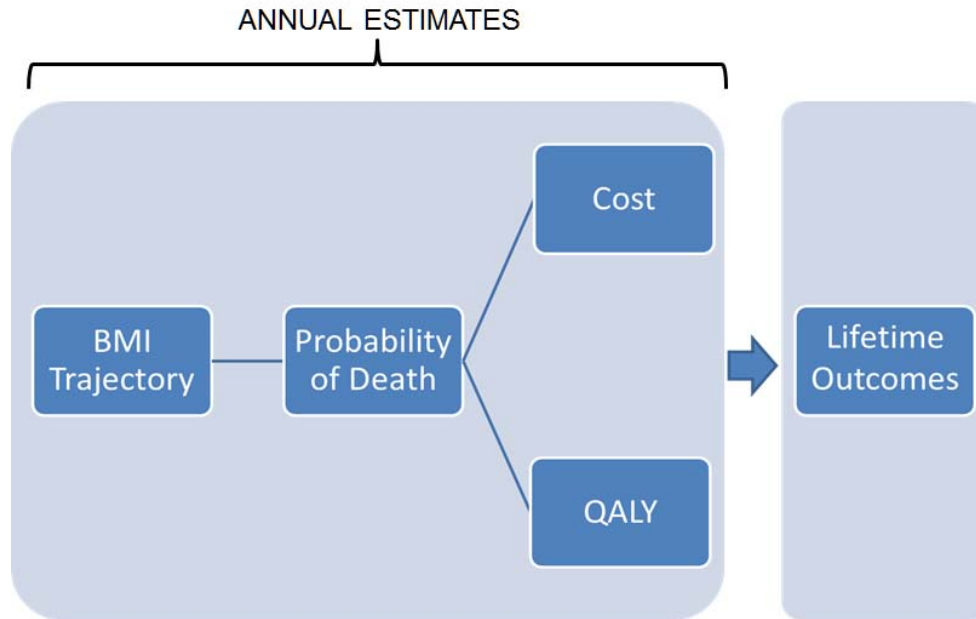 ANNUAL ESTIMATES
Cost
BMI
Trajectory
Probability
of Death
Lifetime
Outcomes
QALY